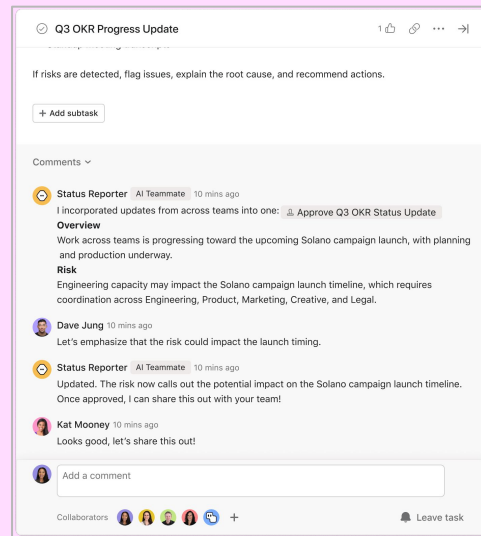 Q3 OKR Progress Update
1
If risks are detected, flag issues, explain the root cause, and recommend actions.
+ Add subtask
Comments
Status Reporter AI Teammate 10 mins ago
I incorporated updates from across teams into one: Approve Q3 OKR Status Update
Overview
Work across teams is progressing toward the upcoming Solano campaign launch, with planning
and production underway.
Risk
Engineering capacity may impact the Solano campaign launch timeline, which requires
coordination across Engineering, Product, Marketing, Creative, and Legal.
Dave Jung 10 mins ago
Let's emphasize that the risk could impact the launch timing.
Status Reporter AI Teammate 10 mins ago
Updated. The risk now calls out the potential impact on the Solano campaign launch timeline.
Once approved, I can share this out with your team!
Kat Mooney 10 mins ago
Looks good, let's share this out!
Add a comment
Collaborators + Leave task